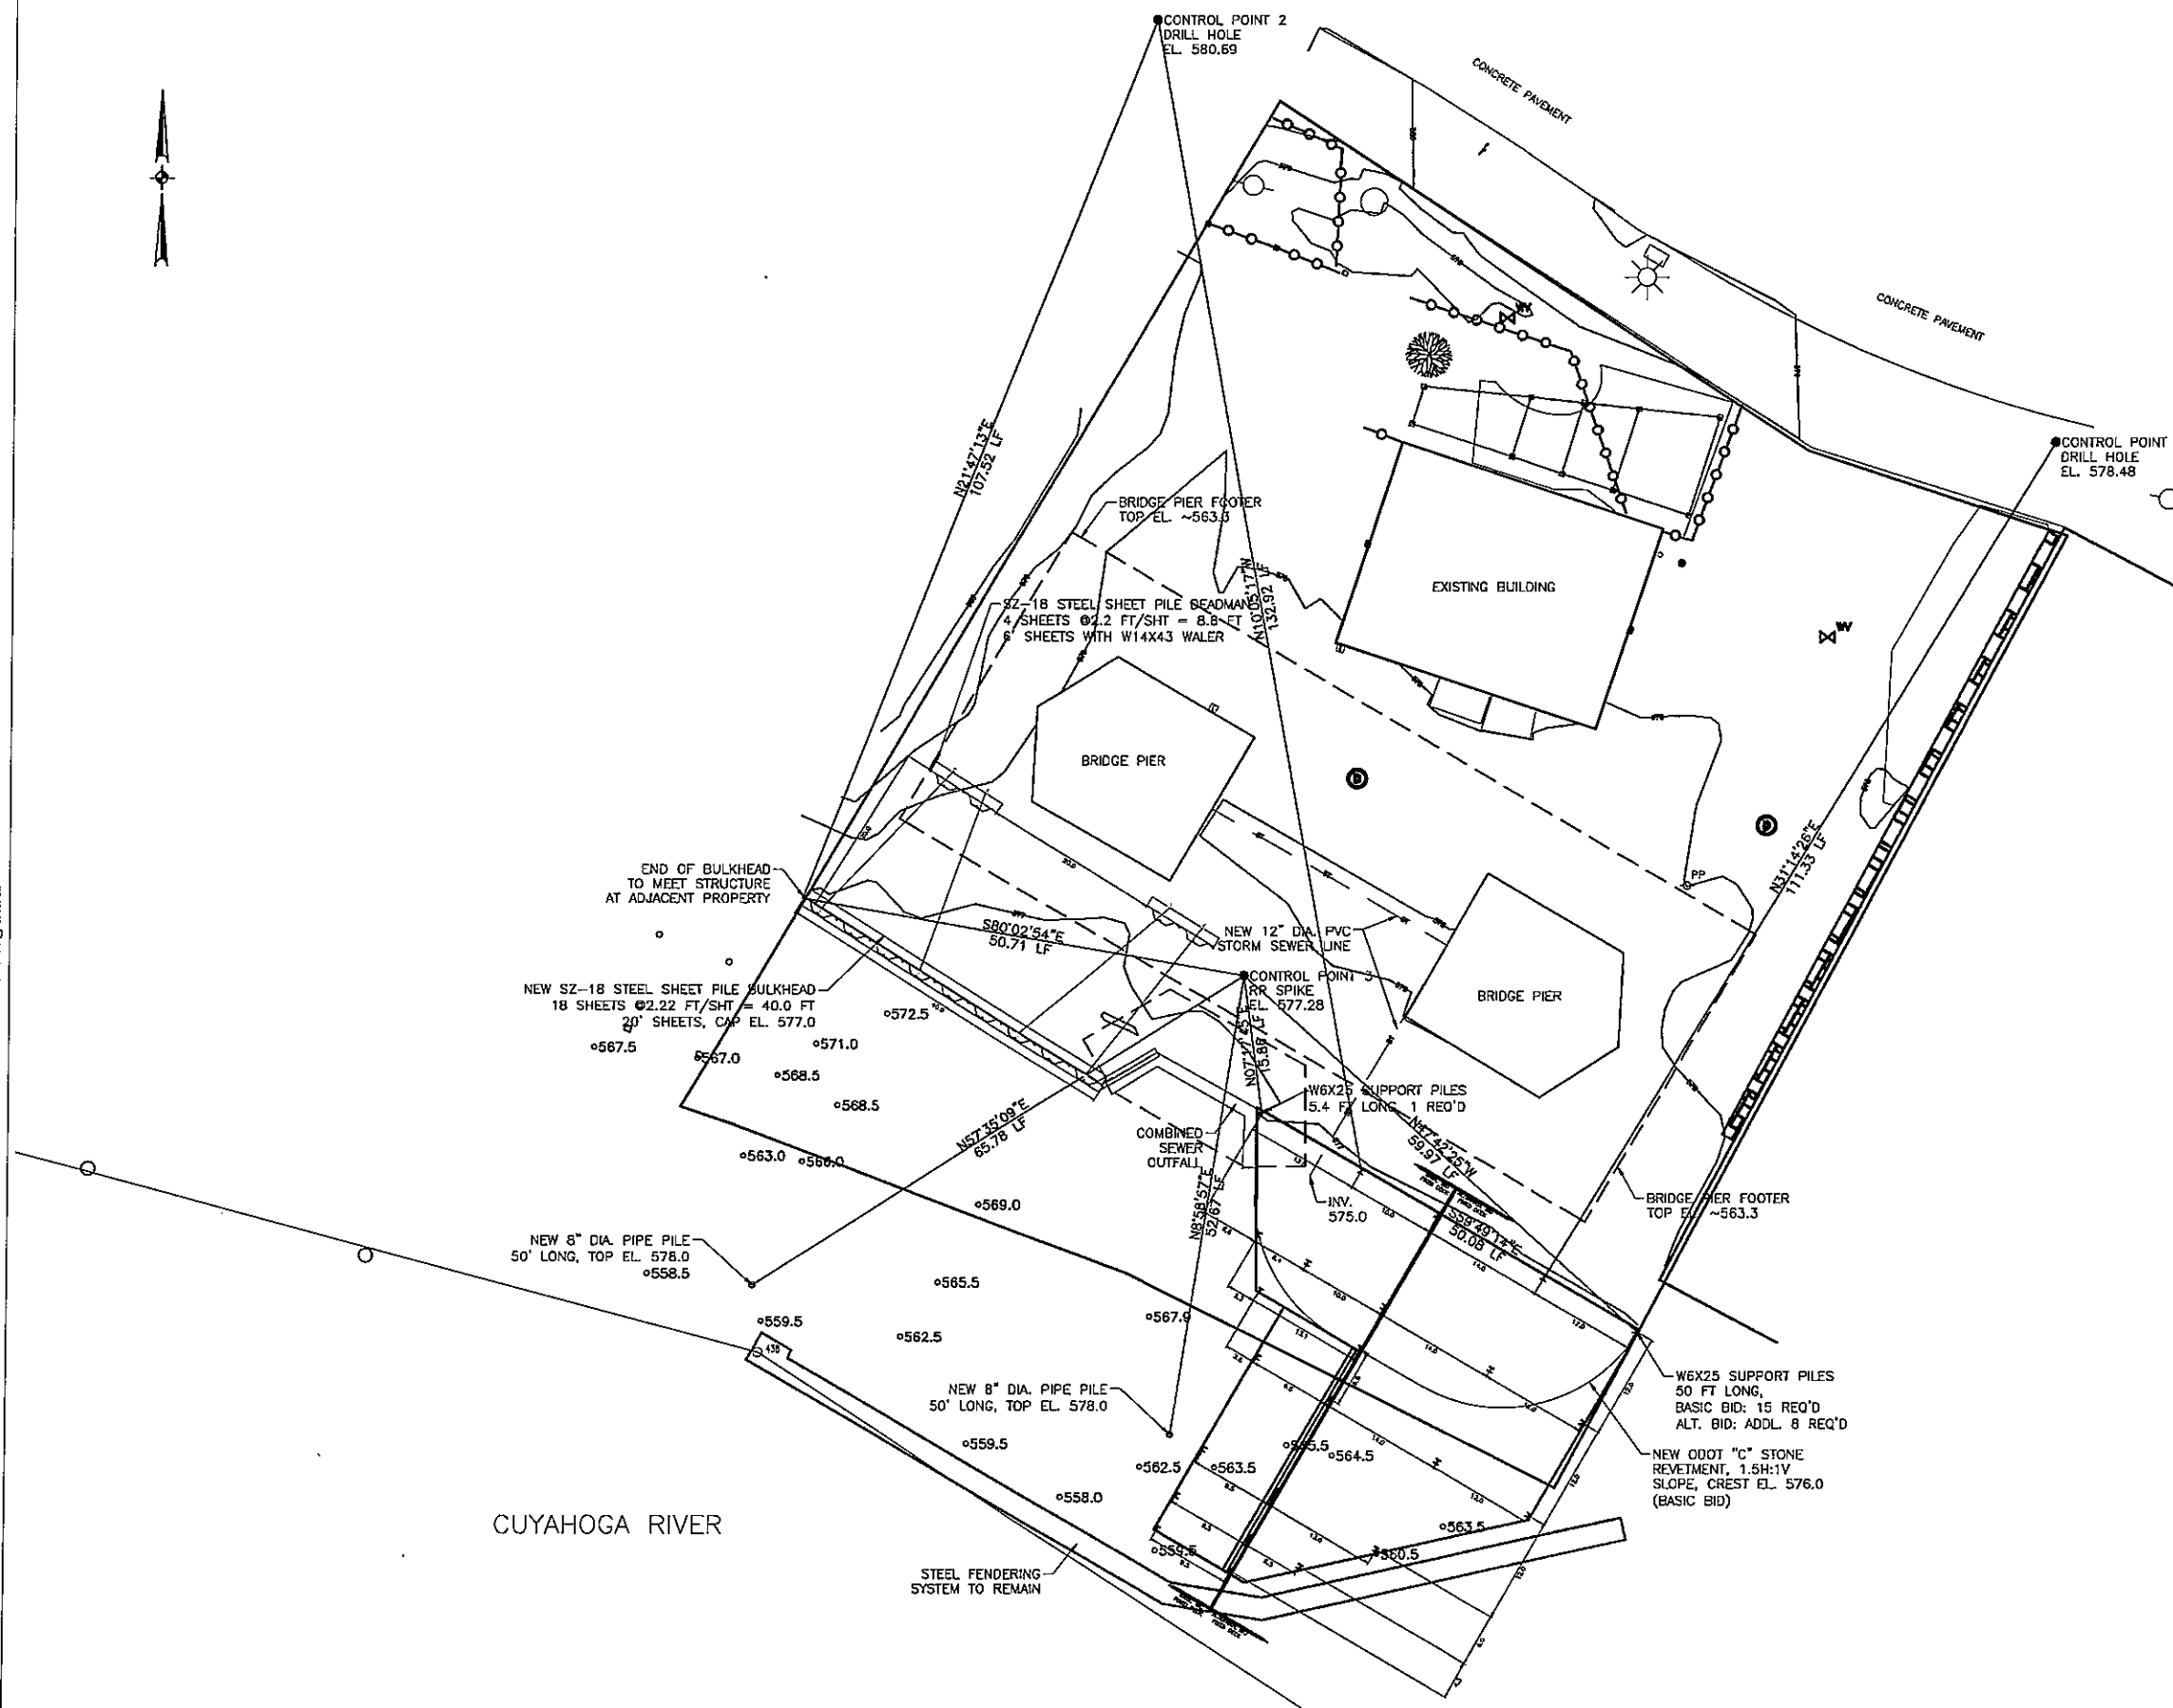 CONTROL POINT 2
DRILL HOLE
EL. 580.69
CONCRETE PAVEMENT
CONCRETE PAVEMENT
CONTROL POINT
DRILL HOLE
EL. 578.48
N21°47'13"E
107.52 LF
BRIDGE PIER FOOTER
TOP EL. ~563.3
N10°05'17"W
132.92 LF
SZ-18 STEEL SHEET PILE DEADMAN
4 SHEETS @2.2 FT/SHT = 8.8 FT
6' SHEETS WITH W14X43 WALER
EXISTING BUILDING
WV
WV
BRIDGE PIER
N31°14'26"E
111.33 LF
PP
END OF BULKHEAD
TO MEET STRUCTURE
AT ADJACENT PROPERTY
S80°02'54"E
50.71 LF
NEW 12" DIA. PVC
STORM SEWER LINE
CONTROL POINT 3
RR SPIKE
EL. 577.28
BRIDGE PIER
NEW SZ-18 STEEL SHEET PILE BULKHEAD
18 SHEETS @2.22 FT/SHT = 40.0 FT
20' SHEETS, CAP EL. 577.0
572.5
567.5
567.0
571.0
568.5
568.5
W6X25 SUPPORT PILES
5.4 FT LONG, 1 REQ'D
N57°35'09"E
65.78 LF
COMBINED
SEWER
OUTFALL
N47°42'25"W
59.97 LF
563.0
566.0
569.0
N8°58'57"E
52.67 LF
INV.
575.0
BRIDGE PIER FOOTER
TOP EL. ~563.3
S59°49'14"E
50.08 LF
NEW 8" DIA. PIPE PILE
50' LONG, TOP EL. 578.0
558.5
565.5
559.5
562.5
567.9
438
NEW 8" DIA. PIPE PILE
50' LONG, TOP EL. 578.0
W6X25 SUPPORT PILES
50 FT LONG,
BASIC BID: 15 REQ'D
ALT. BID: ADDL. 8 REQ'D
NEW ODOT "C" STONE
REVETMENT, 1.5H:1V
SLOPE, CREST EL. 576.0
(BASIC BID)
559.5
562.5
563.5
564.5
558.0
CUYAHOGA RIVER
563.5
559.5
560.5
STEEL FENDERING
SYSTEM TO REMAIN